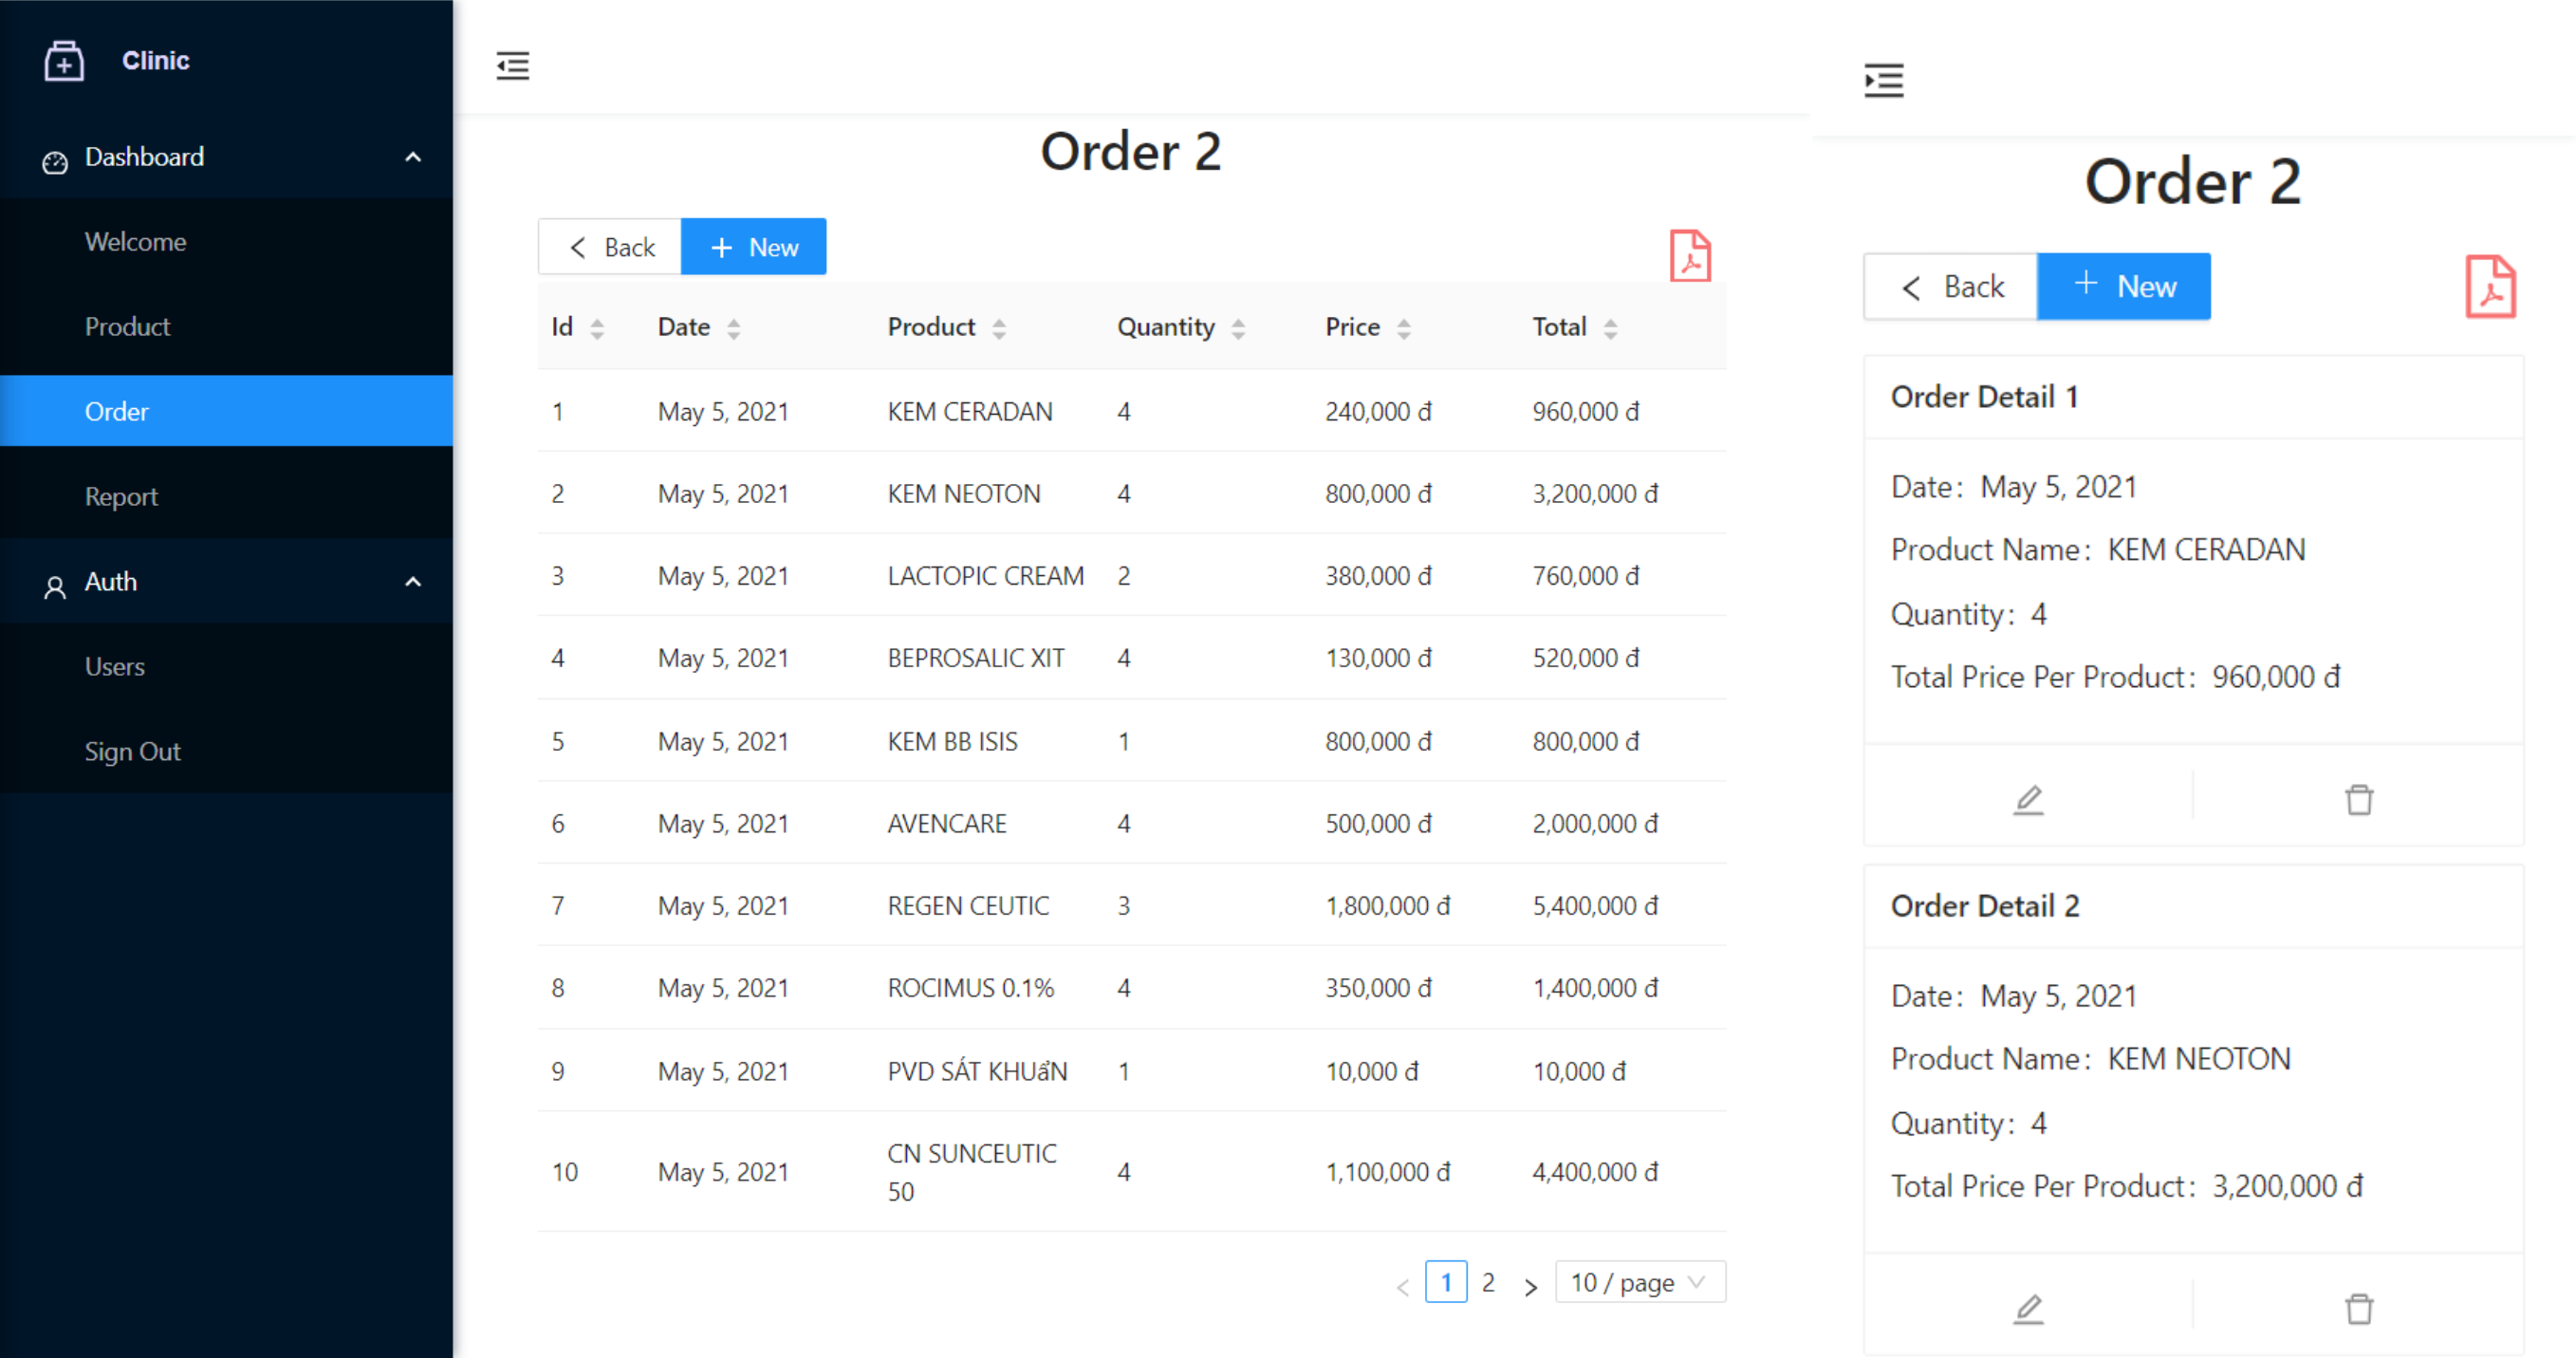 Clinic
Dashboard
Welcome
Product
Order
Report
Auth
Users
Sign Out
Order 2
Back New
Id Date Product Quantity Price Total
1 May 5, 2021 KEM CERADAN 4 240,000 đ 960,000 đ
2 May 5, 2021 KEM NEOTON 4 800,000 đ 3,200,000 đ
3 May 5, 2021 LACTOPIC CREAM 2 380,000 đ 760,000 đ
4 May 5, 2021 BEPROSALIC XIT 4 130,000 đ 520,000 đ
5 May 5, 2021 KEM BB ISIS 1 800,000 đ 800,000 đ
6 May 5, 2021 AVENCARE 4 500,000 đ 2,000,000 đ
7 May 5, 2021 REGEN CEUTIC 3 1,800,000 đ 5,400,000 đ
8 May 5, 2021 ROCIMUS 0.1% 4 350,000 đ 1,400,000 đ
9 May 5, 2021 PVD SÁT KHUẩN 1 10,000 đ 10,000 đ
10 May 5, 2021 CN SUNCEUTIC 50 4 1,100,000 đ 4,400,000 đ
< 1 2 > 10 / page
Order 2
Back New
Order Detail 1
Date: May 5, 2021
Product Name: KEM CERADAN
Quantity: 4
Total Price Per Product: 960,000 đ
Order Detail 2
Date: May 5, 2021
Product Name: KEM NEOTON
Quantity: 4
Total Price Per Product: 3,200,000 đ